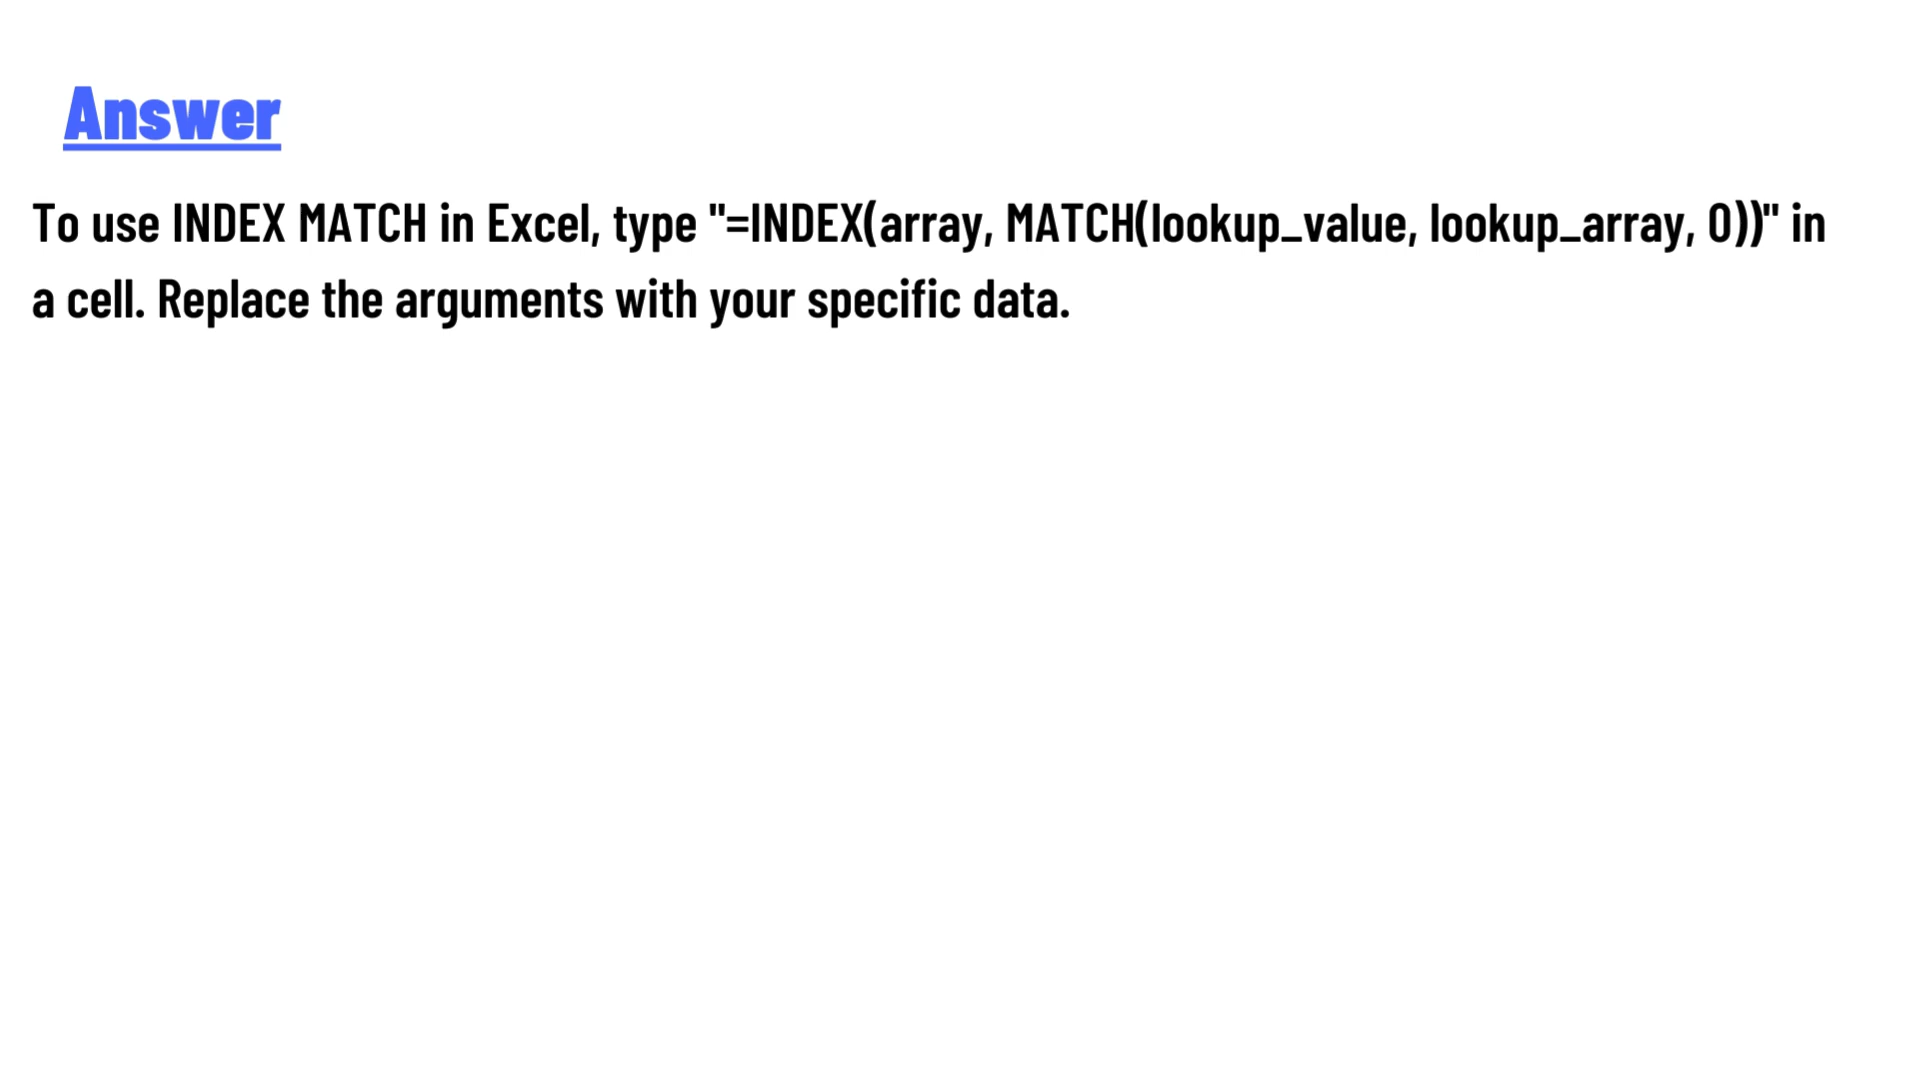 Answer
To use INDEX MATCH in Excel, type "=INDEX(array, MATCH(lookup_value, lookup_array, 0))" in
a cell. Replace the arguments with your specific data.